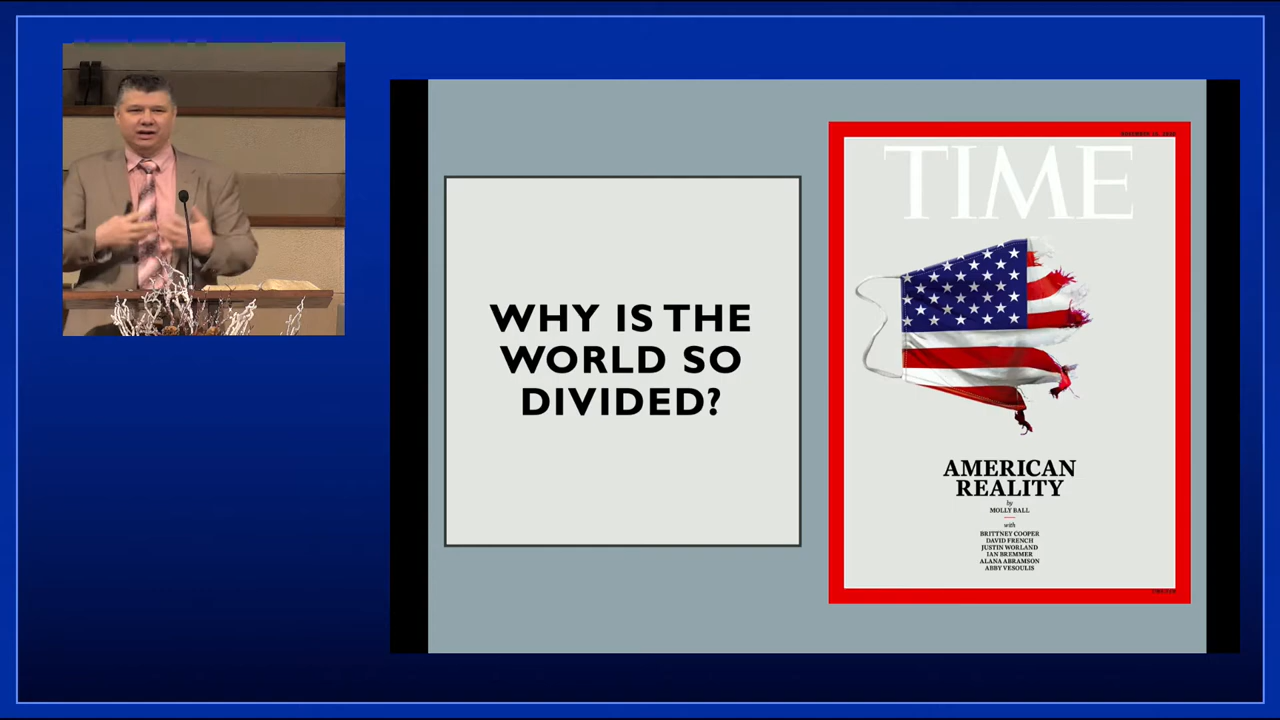 WHY IS THE
WORLD SO
DIVIDED?
TIME
AMERICAN
REALITY
by
MOLLY BALL
with
BRITTNEY COOPER
DAVID FRENCH
JUSTIN WORLAND
IAN BREMMER
ALANA ABRAMSON
ABBY VESOULIS